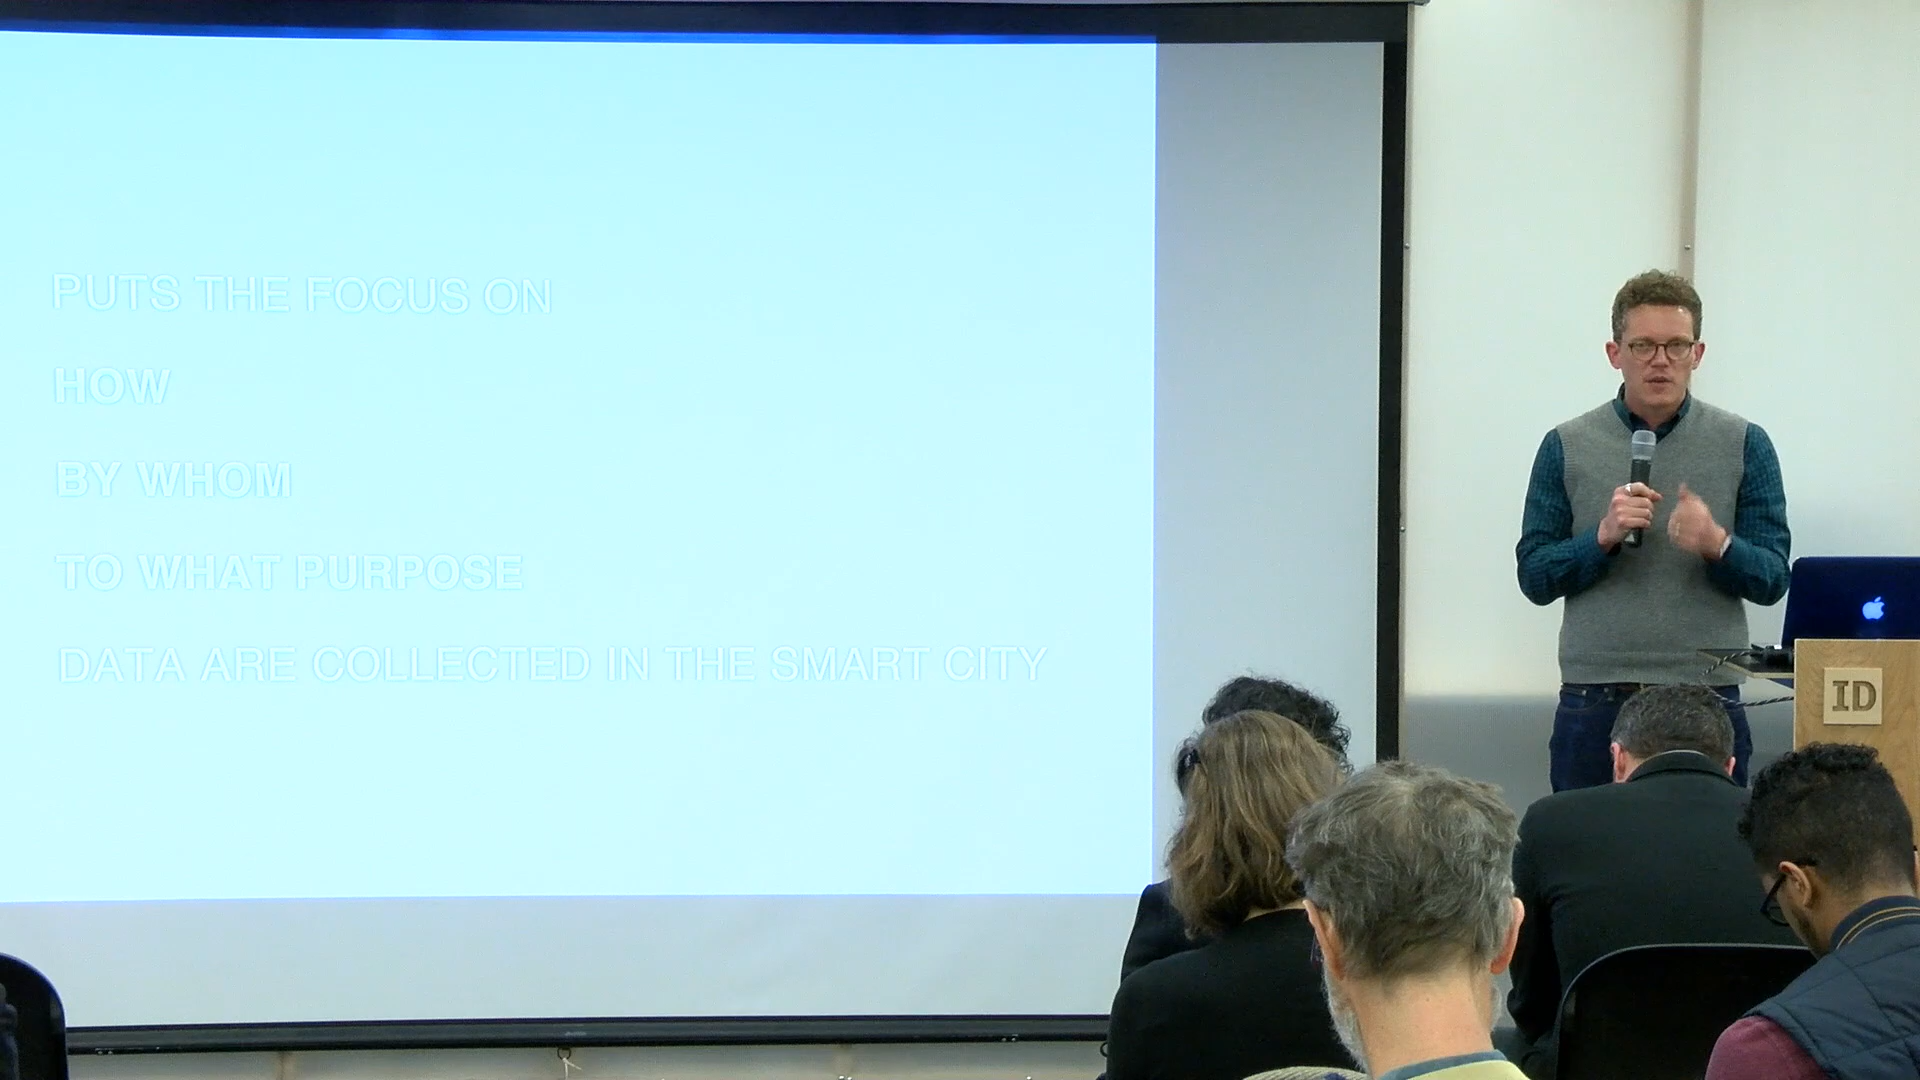 PUTS THE FOCUS ON
HOW
BY WHOM
TO WHAT PURPOSE
DATA ARE COLLECTED IN THE SMART CITY
ID